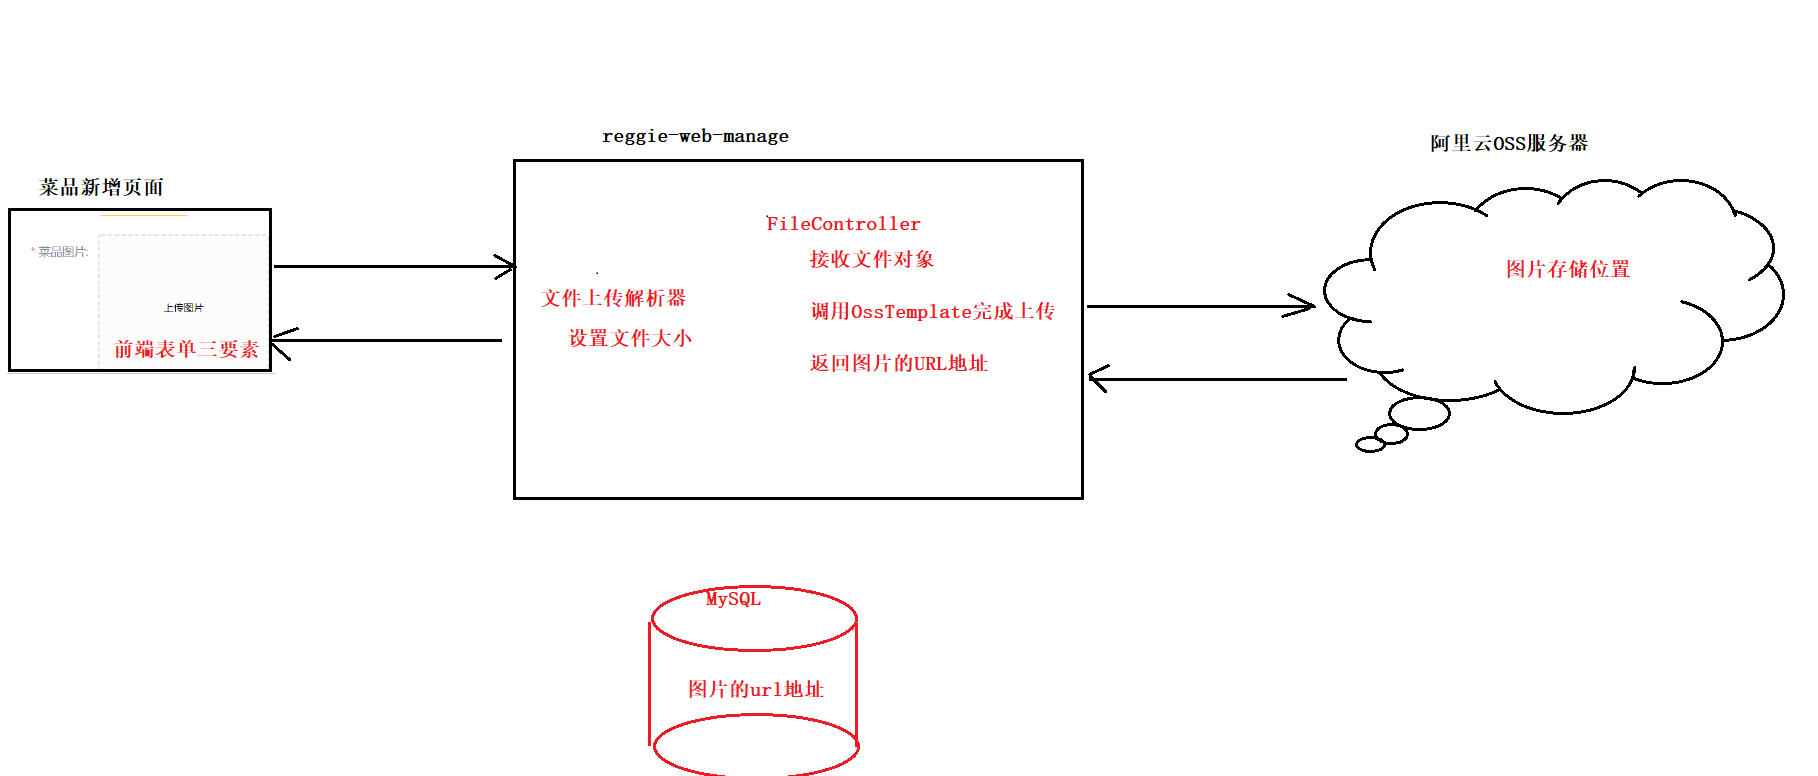 菜品新增页面
* 菜品图片:
上传图片
前端表单三要素
reggie-web-manage
文件上传解析器
设置文件大小
FileController
接收文件对象
调用OssTemplate完成上传
返回图片的URL地址
阿里云OSS服务器
图片存储位置
MySQL
图片的url地址